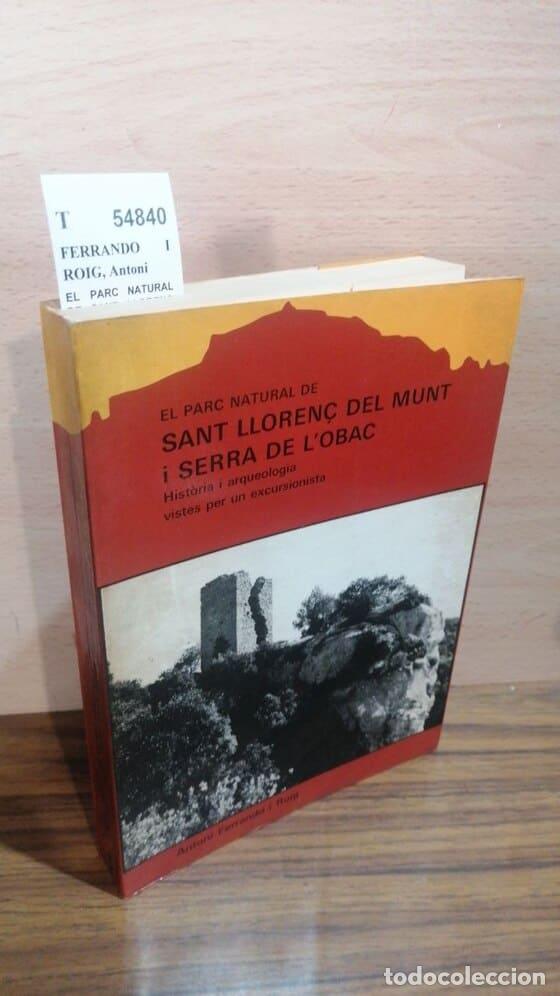 T 54840
FERRANDO I
ROIG, Antoni
EL PARC NATURAL
EL PARC NATURAL DE
SANT LLORENÇ DEL MUNT
i SERRA DE L'OBAC
Història i arqueologia
vistes per un excursionista
Antoni Ferrando i Roig
todocoleccion